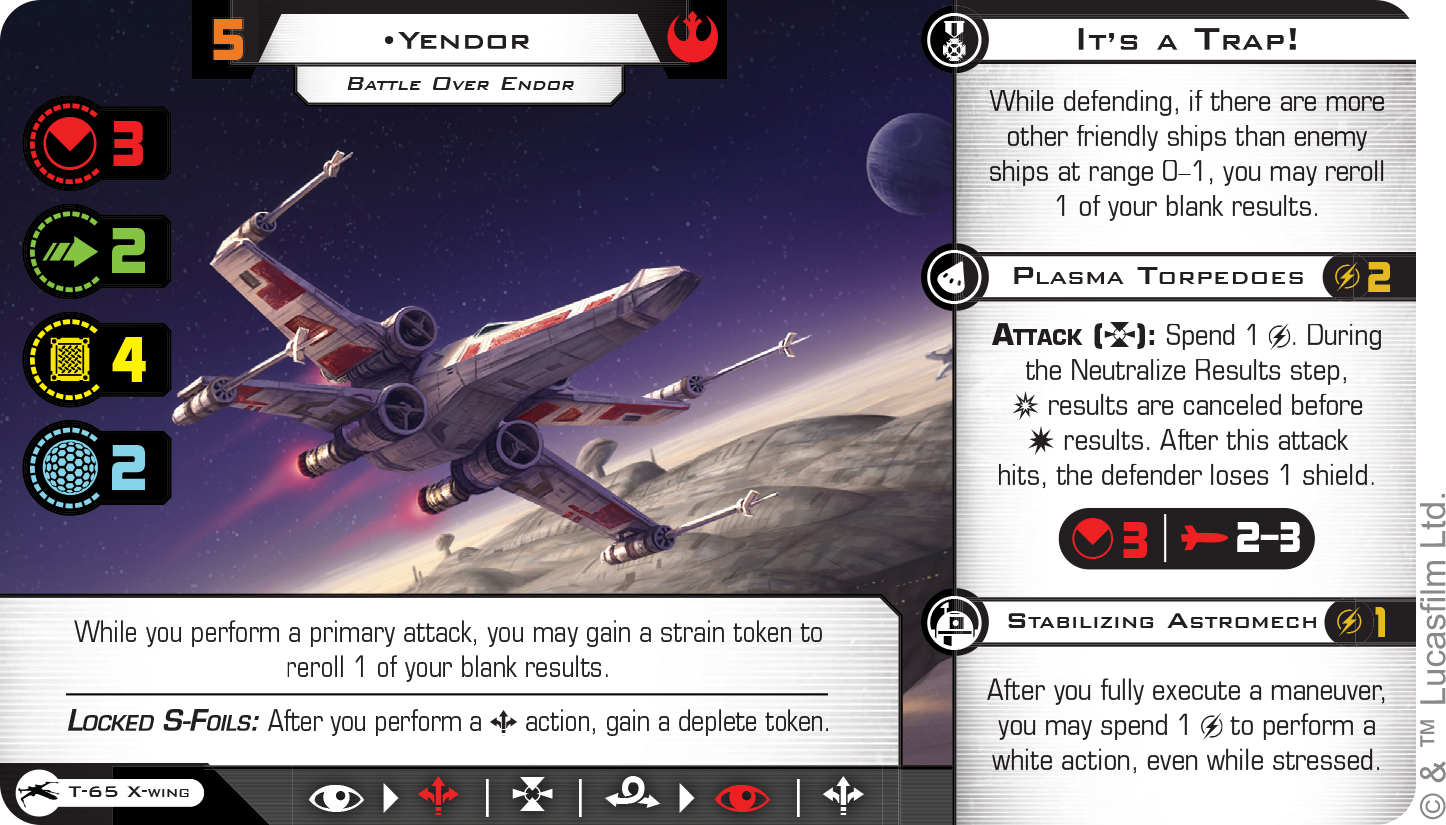 5
•Yendor
Battle Over Endor
3
2
4
2
While you perform a primary attack, you may gain a strain token to
reroll 1 of your blank results.
Locked S-Foils: After you perform a action, gain a deplete token.
T-65 X-wing
It's a Trap!
While defending, if there are more
other friendly ships than enemy
ships at range 0–1, you may reroll
1 of your blank results.
Plasma Torpedoes 2
Attack ( ): Spend 1 . During
the Neutralize Results step,
results are canceled before
results. After this attack
hits, the defender loses 1 shield.
3 | 2–3
Stabilizing Astromech 1
After you fully execute a maneuver,
you may spend 1 to perform a
white action, even while stressed.
© & ™ Lucasfilm Ltd.